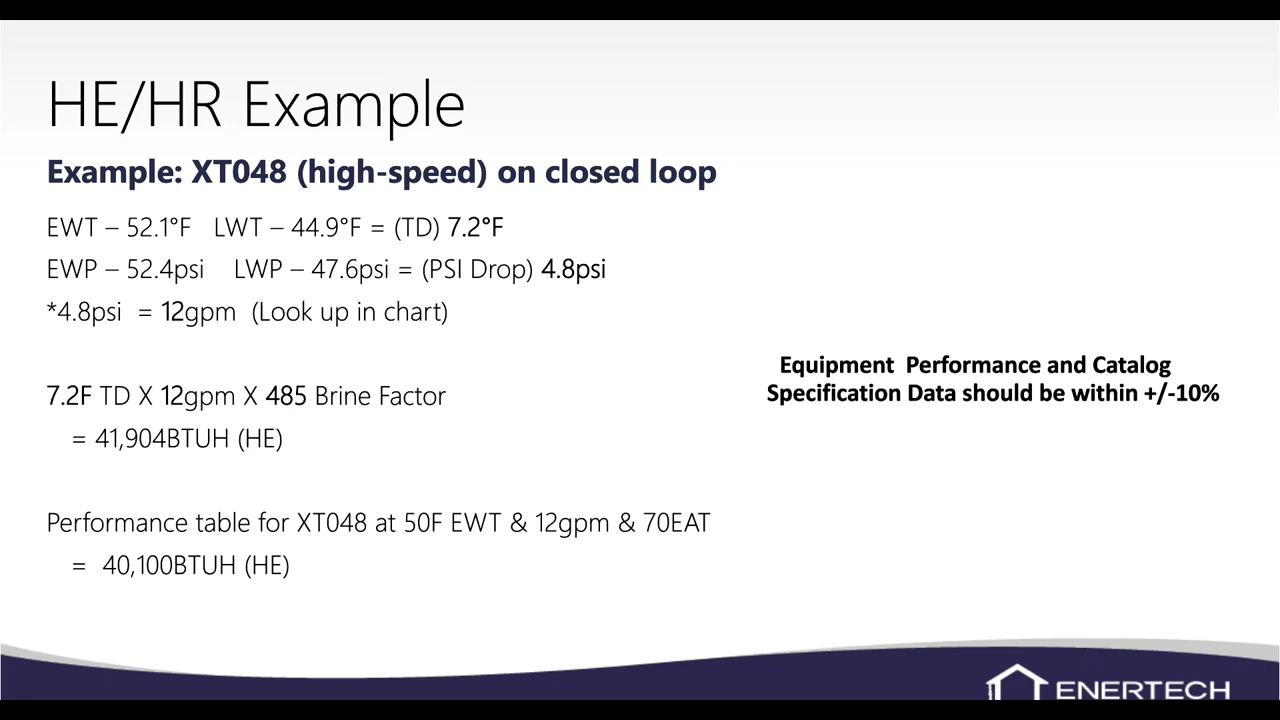 HE/HR Example
Example: XT048 (high-speed) on closed loop
EWT – 52.1°F LWT – 44.9°F = (TD) 7.2°F
EWP – 52.4psi LWP – 47.6psi = (PSI Drop) 4.8psi
*4.8psi = 12gpm (Look up in chart)
7.2F TD X 12gpm X 485 Brine Factor
= 41,904BTUH (HE)
Performance table for XT048 at 50F EWT & 12gpm & 70EAT
= 40,100BTUH (HE)
Equipment Performance and Catalog
Specification Data should be within +/-10%
ENERTECH